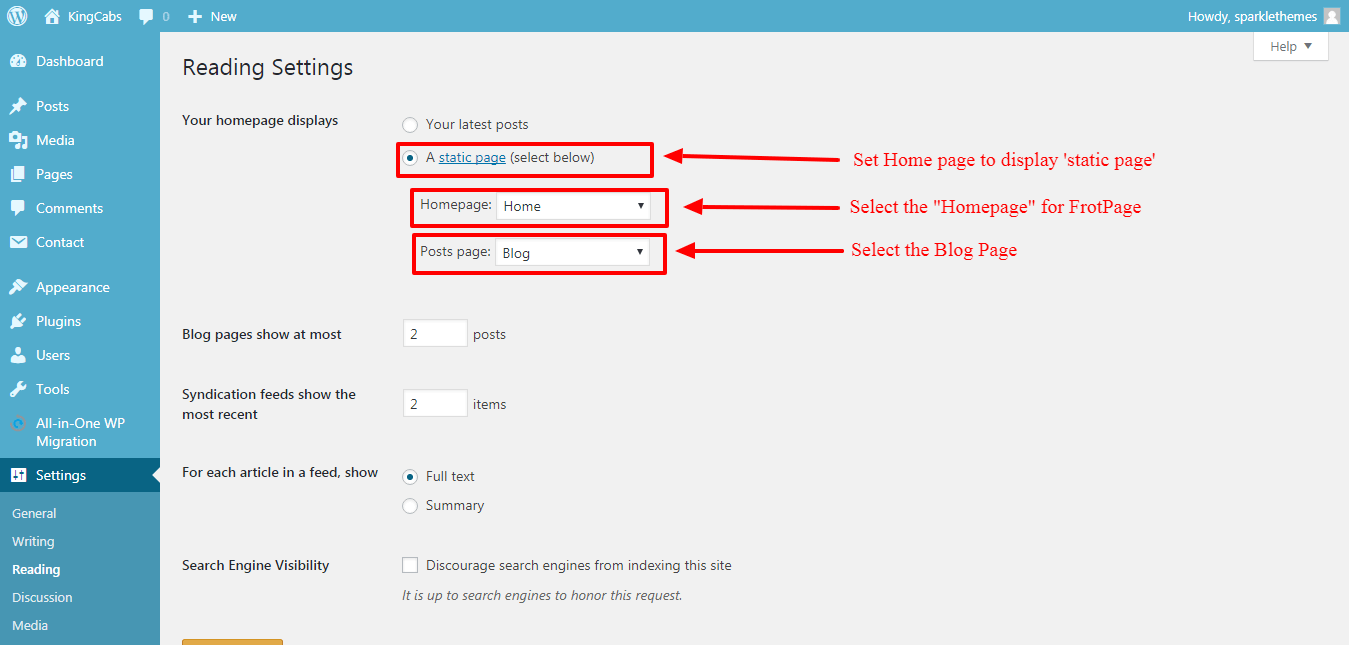 KingCabs 0 New Howdy, sparklethemes
Help
Dashboard
Posts
Media
Pages
Comments
Contact
Appearance
Plugins
Users
Tools
All-in-One WP
Migration
Settings
General
Writing
Reading
Discussion
Media
Reading Settings
Your homepage displays
Your latest posts
A static page (select below)
Set Home page to display 'static page'
Homepage: Home
Select the "Homepage" for FrotPage
Posts page: Blog
Select the Blog Page
Blog pages show at most 2 posts
Syndication feeds show the
most recent
2 items
For each article in a feed, show
Full text
Summary
Search Engine Visibility
Discourage search engines from indexing this site
It is up to search engines to honor this request.